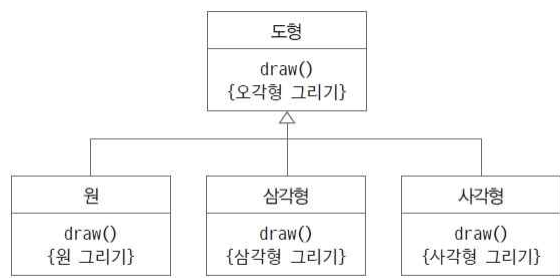 도형
draw()
{오각형 그리기}
원
draw()
{원 그리기}
삼각형
draw()
{삼각형 그리기}
사각형
draw()
{사각형 그리기}